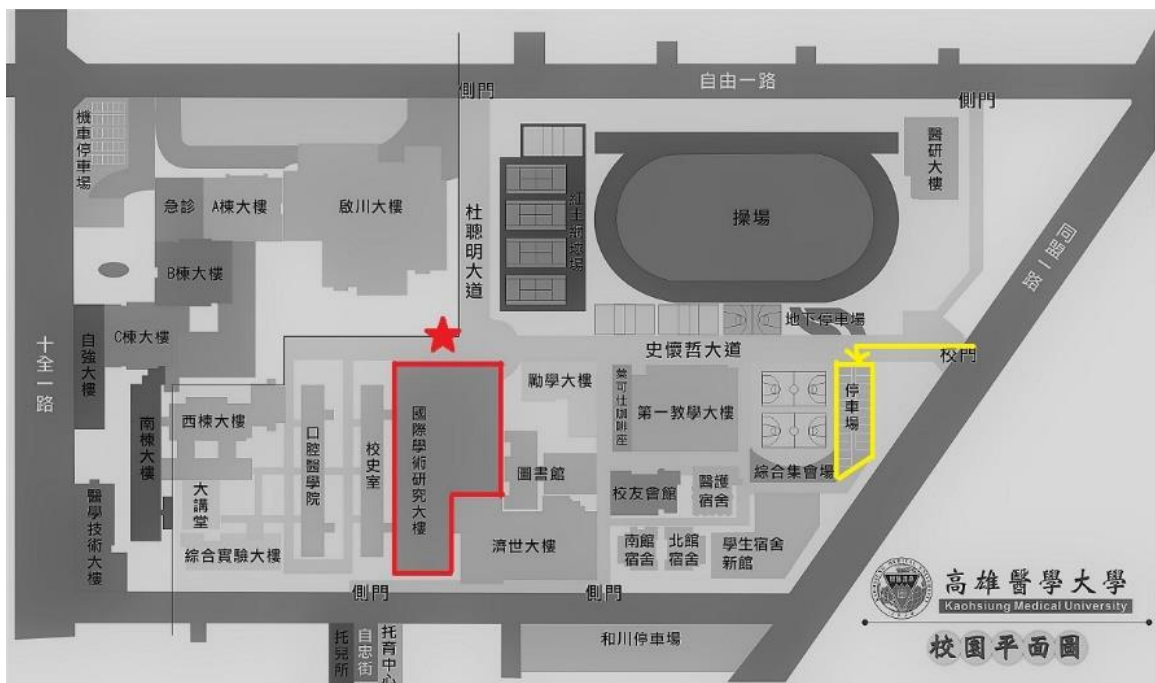 自由一路
側門
側門
機車停車場
醫研大樓
急診
A棟大樓
啟川大樓
杜聰明大道
紅土網球場
操場
同盟二路
B棟大樓
十全一路
自強大樓
C棟大樓
地下停車場
史懷哲大道
校門
南棟大樓
西棟大樓
口腔醫學院
校史室
國際學術研究大樓
勵學大樓
第一教學大樓
停車場
圖書館
綜合集會場
大講堂
校友會館
醫護
宿舍
醫學技術大樓
綜合實驗大樓
濟世大樓
南館
宿舍
北館
宿舍
學生宿舍
新館
側門
側門
高雄醫學大學
Kaohsiung Medical University
校園平面圖
托兒所
自忠街
托育中心
和川停車場